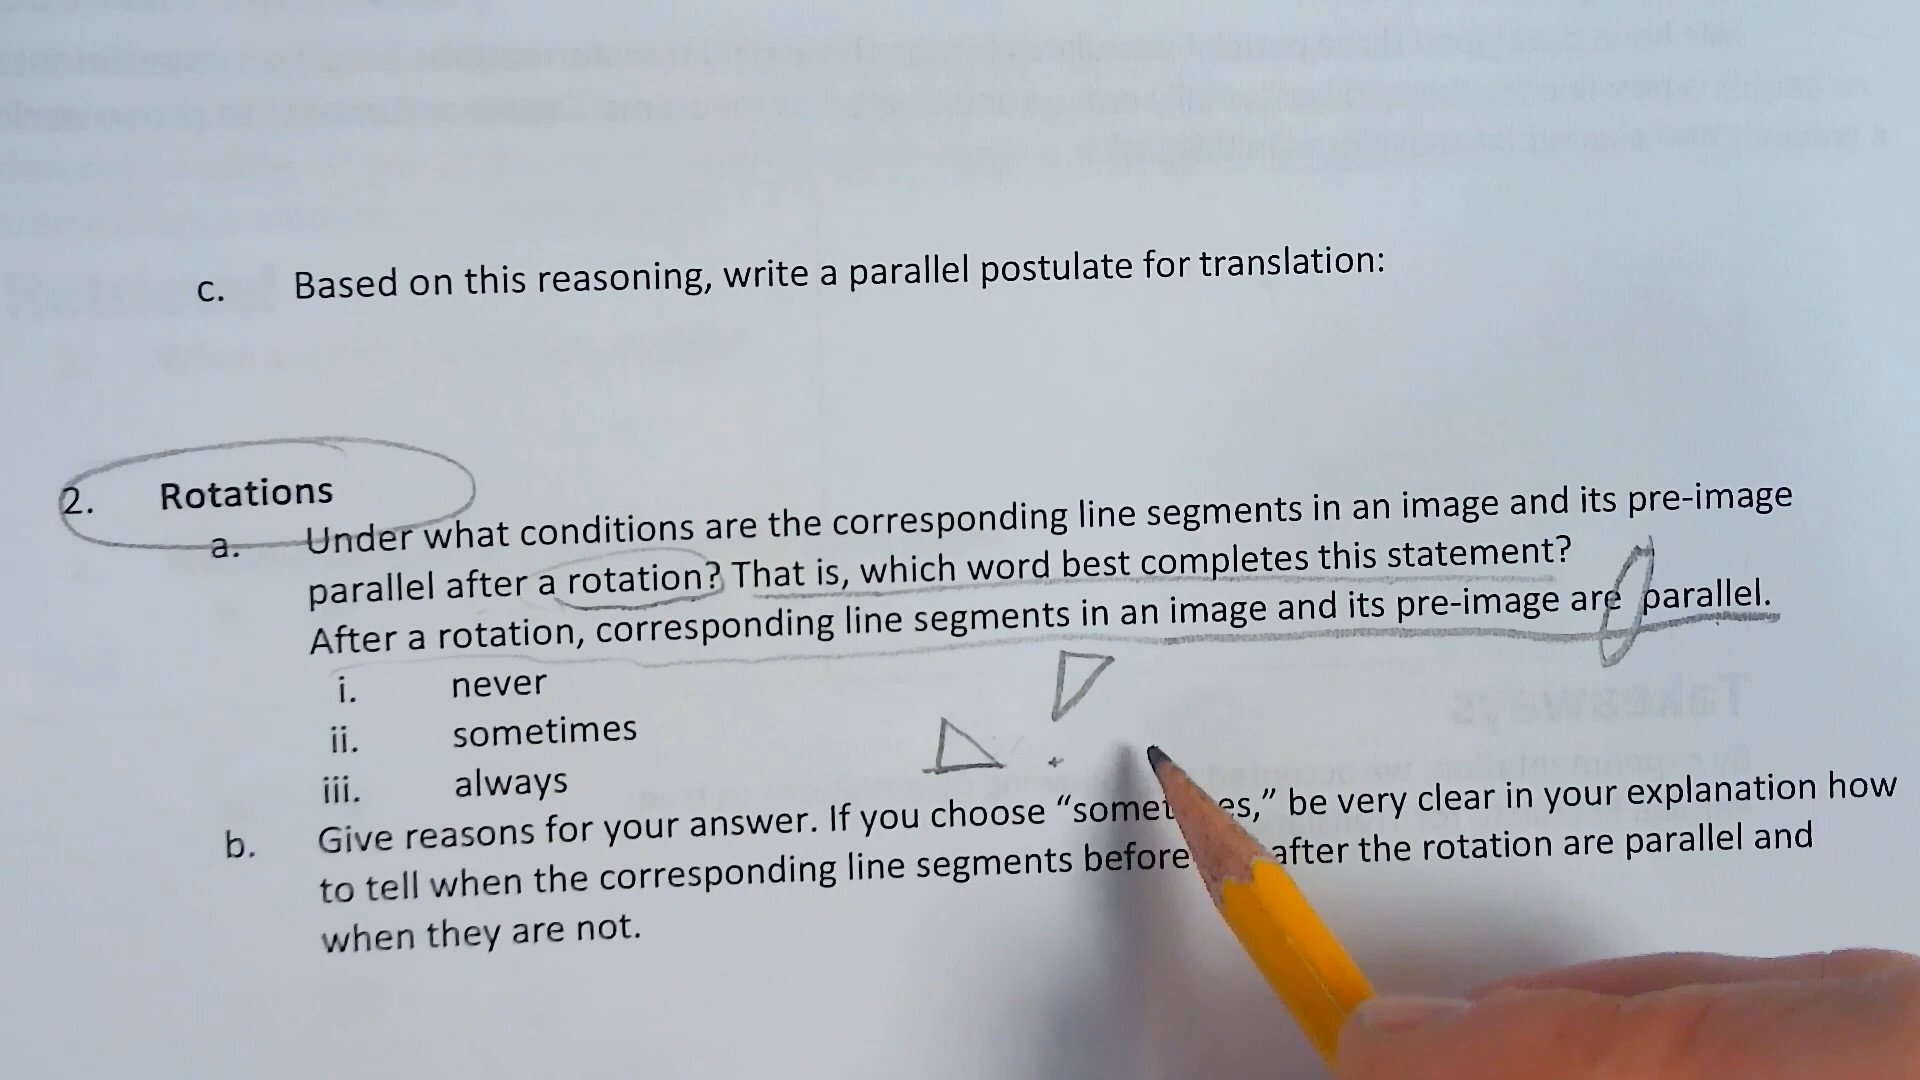 c. Based on this reasoning, write a parallel postulate for translation:
2. Rotations
a. Under what conditions are the corresponding line segments in an image and its pre-image
parallel after a rotation? That is, which word best completes this statement?
After a rotation, corresponding line segments in an image and its pre-image are parallel.
i. never
ii. sometimes
iii. always
b. Give reasons for your answer. If you choose "some es," be very clear in your explanation how
to tell when the corresponding line segments before after the rotation are parallel and
when they are not.